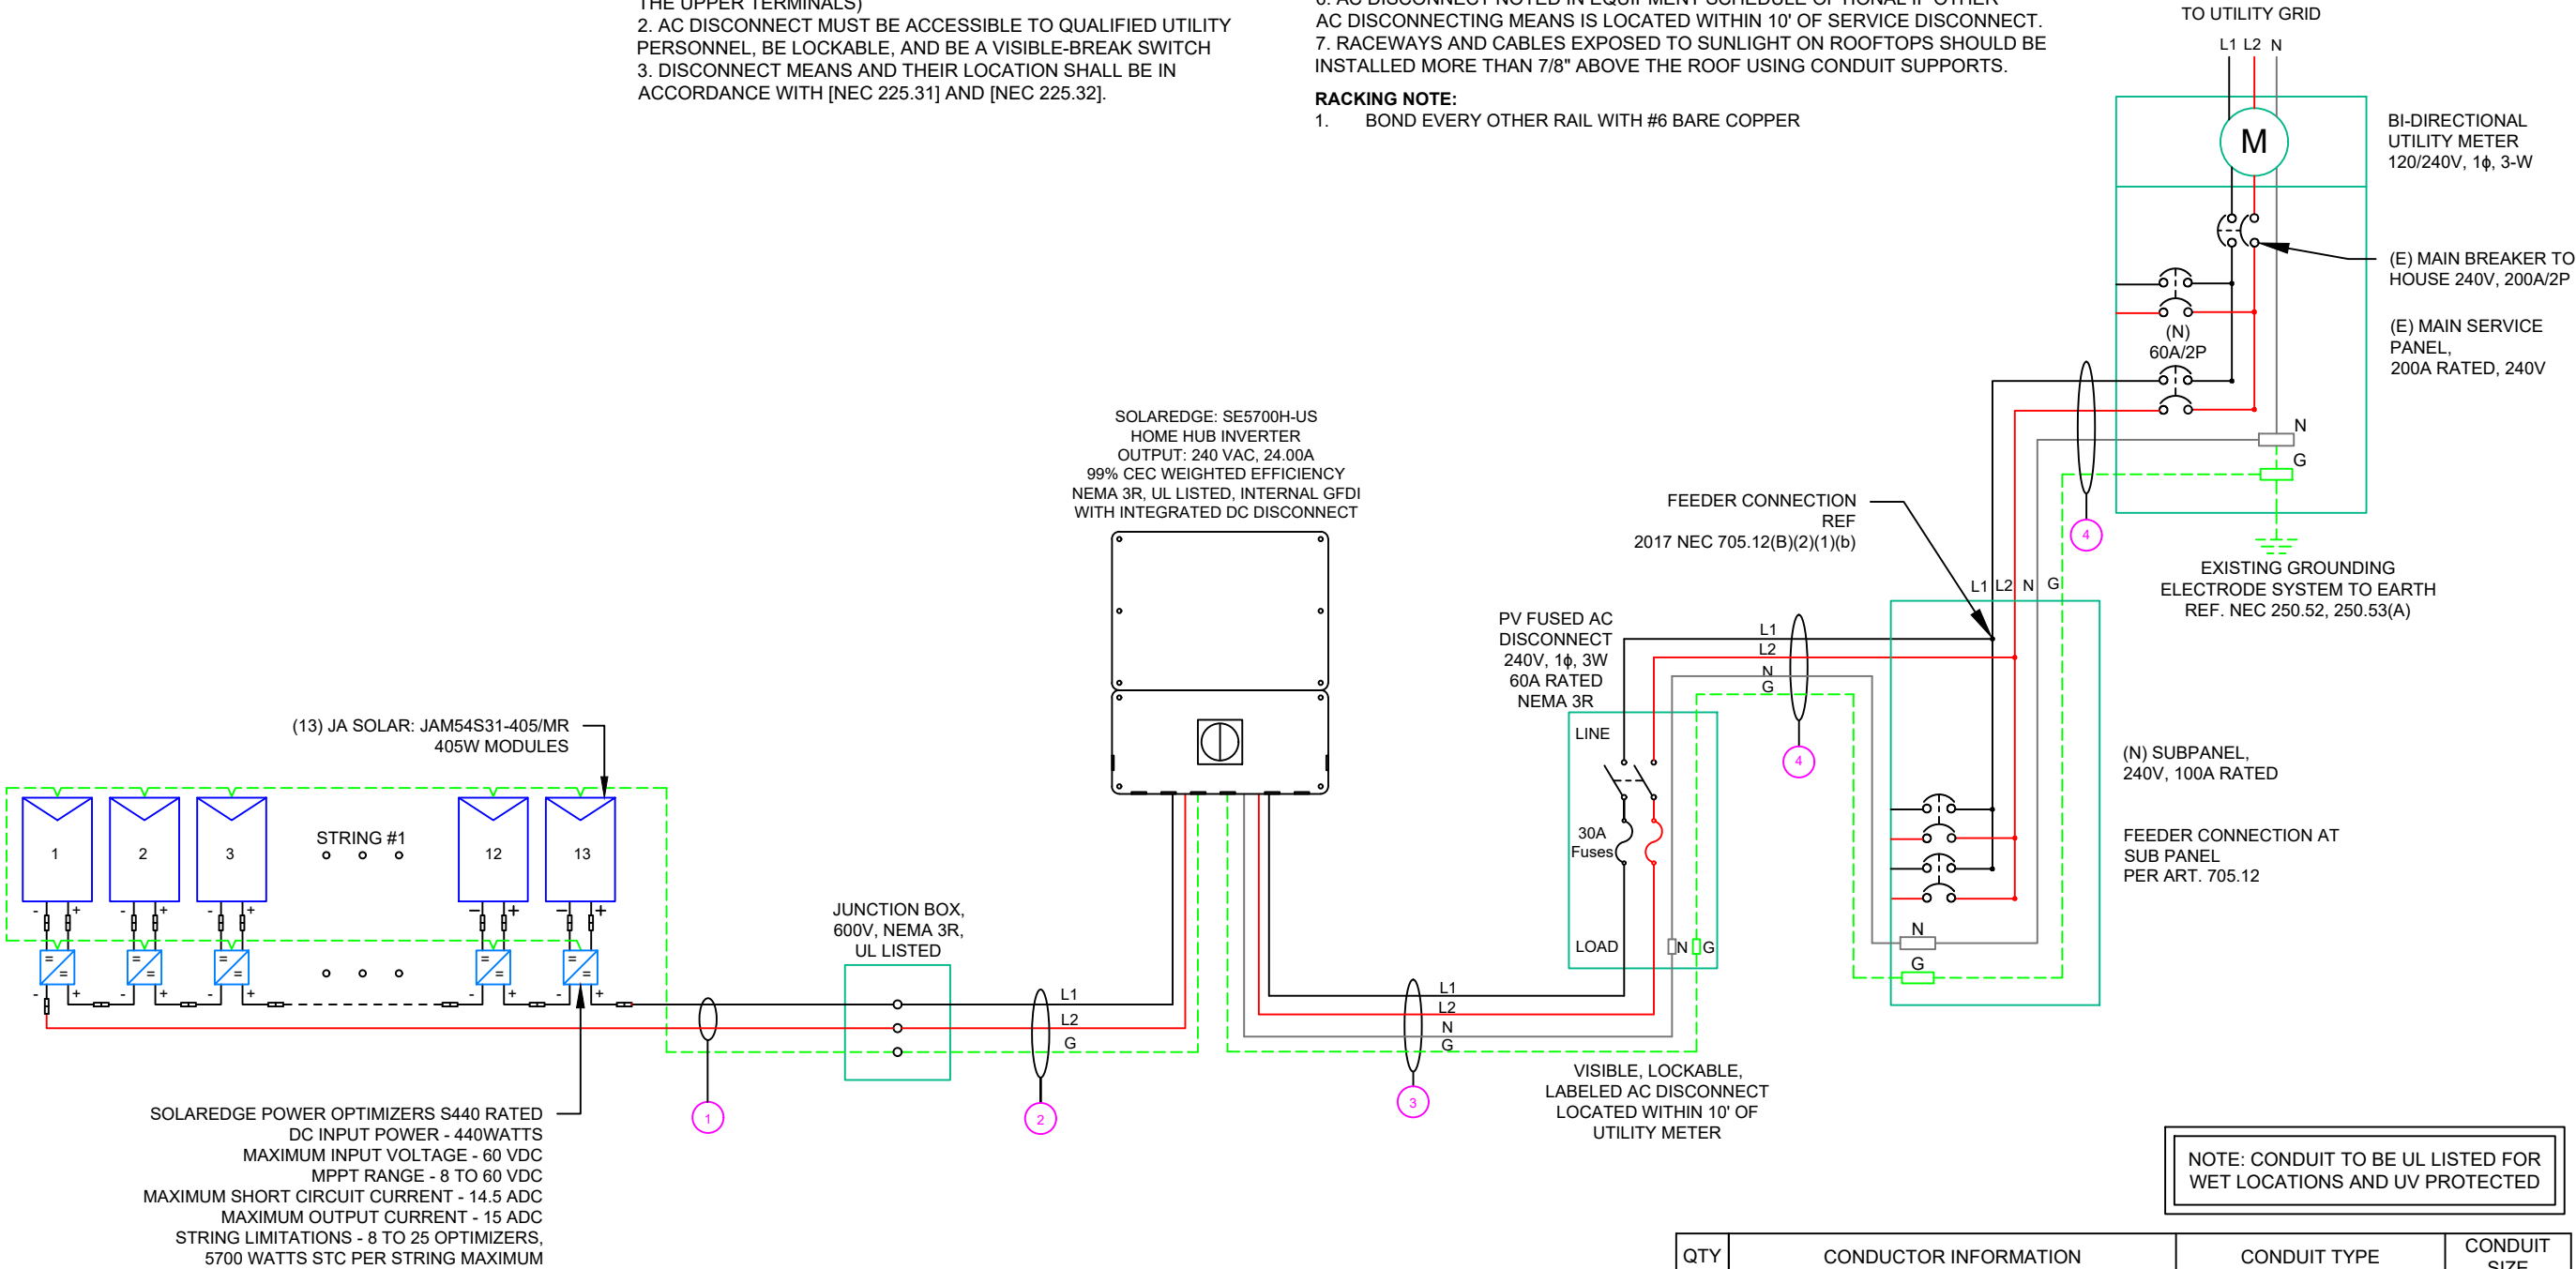 THE UPPER TERMINALS)
2. AC DISCONNECT MUST BE ACCESSIBLE TO QUALIFIED UTILITY
PERSONNEL, BE LOCKABLE, AND BE A VISIBLE-BREAK SWITCH
3. DISCONNECT MEANS AND THEIR LOCATION SHALL BE IN
ACCORDANCE WITH [NEC 225.31] AND [NEC 225.32].
6. AC DISCONNECT NOTED IN EQUIPMENT SCHEDULE OPTIONAL IF OTHER
AC DISCONNECTING MEANS IS LOCATED WITHIN 10' OF SERVICE DISCONNECT.
7. RACEWAYS AND CABLES EXPOSED TO SUNLIGHT ON ROOFTOPS SHOULD BE
INSTALLED MORE THAN 7/8" ABOVE THE ROOF USING CONDUIT SUPPORTS.
RACKING NOTE:
1. BOND EVERY OTHER RAIL WITH #6 BARE COPPER
TO UTILITY GRID
L1 L2 N
M
BI-DIRECTIONAL
UTILITY METER
120/240V, 1ϕ, 3-W
(E) MAIN BREAKER TO
HOUSE 240V, 200A/2P
(E) MAIN SERVICE
PANEL,
200A RATED, 240V
(N)
60A/2P
N
G
4
EXISTING GROUNDING
ELECTRODE SYSTEM TO EARTH
REF. NEC 250.52, 250.53(A)
SOLAREDGE: SE5700H-US
HOME HUB INVERTER
OUTPUT: 240 VAC, 24.00A
99% CEC WEIGHTED EFFICIENCY
NEMA 3R, UL LISTED, INTERNAL GFDI
WITH INTEGRATED DC DISCONNECT
FEEDER CONNECTION
REF
2017 NEC 705.12(B)(2)(1)(b)
L1 L2 N G
PV FUSED AC
DISCONNECT
240V, 1ϕ, 3W
60A RATED
NEMA 3R
L1
L2
N
G
4
LINE
30A
Fuses
LOAD
N G
(N) SUBPANEL,
240V, 100A RATED
FEEDER CONNECTION AT
SUB PANEL
PER ART. 705.12
N
G
(13) JA SOLAR: JAM54S31-405/MR
405W MODULES
1 2 3 STRING #1 12 13
- + - + - + - + - +
= = = = = = = = = =
- + - + - + - + - +
JUNCTION BOX,
600V, NEMA 3R,
UL LISTED
L1
L2
G
1
2
L1
L2
N
G
3
VISIBLE, LOCKABLE,
LABELED AC DISCONNECT
LOCATED WITHIN 10' OF
UTILITY METER
SOLAREDGE POWER OPTIMIZERS S440 RATED
DC INPUT POWER - 440WATTS
MAXIMUM INPUT VOLTAGE - 60 VDC
MPPT RANGE - 8 TO 60 VDC
MAXIMUM SHORT CIRCUIT CURRENT - 14.5 ADC
MAXIMUM OUTPUT CURRENT - 15 ADC
STRING LIMITATIONS - 8 TO 25 OPTIMIZERS,
5700 WATTS STC PER STRING MAXIMUM
NOTE: CONDUIT TO BE UL LISTED FOR
WET LOCATIONS AND UV PROTECTED
QTY CONDUCTOR INFORMATION CONDUIT TYPE CONDUIT
SIZE